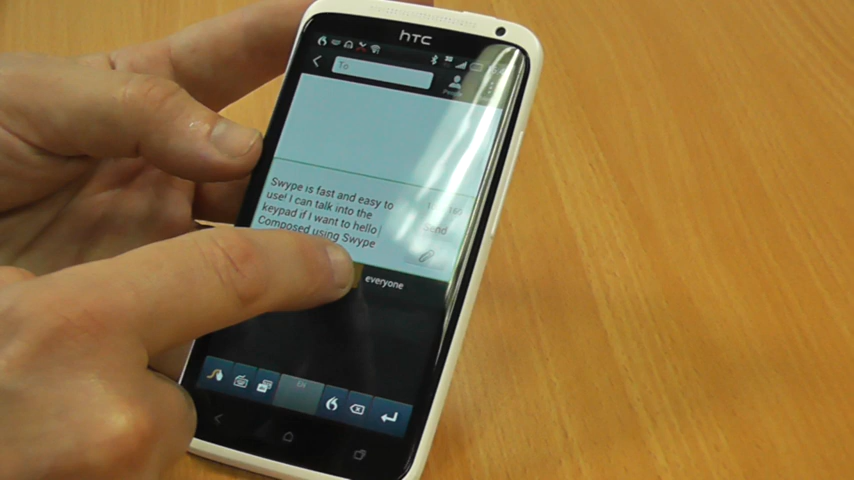 hTC
To
People
Swype is fast and easy to
use! I can talk into the
keypad if I want to hello
Composed using Swype
Send
everyone
EN